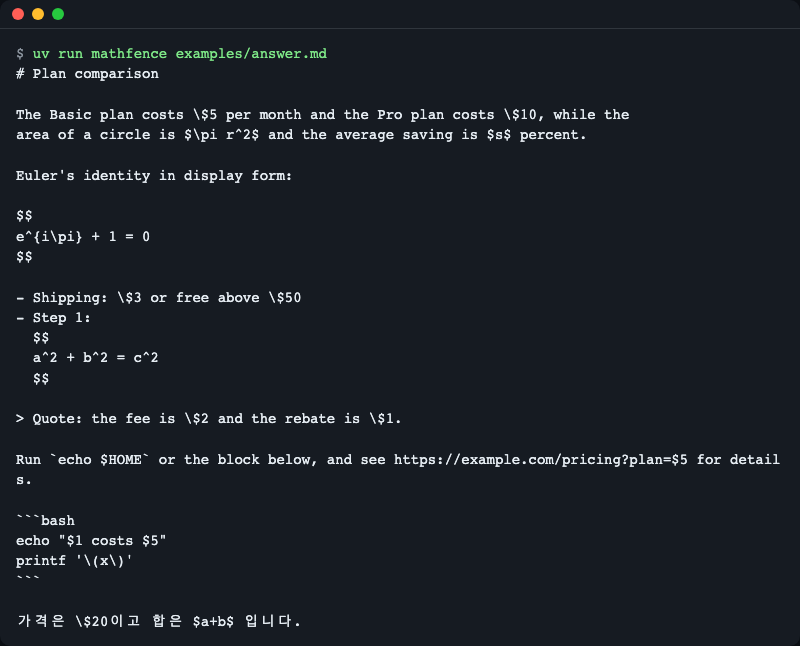 $ uv run mathfence examples/answer.md
# Plan comparison

The Basic plan costs \$5 per month and the Pro plan costs \$10, while the
area of a circle is $\pi r^2$ and the average saving is $s$ percent.

Euler's identity in display form:

$$
e^{i\pi} + 1 = 0
$$

- Shipping: \$3 or free above \$50
- Step 1:
  $$
  a^2 + b^2 = c^2
  $$

> Quote: the fee is \$2 and the rebate is \$1.

Run `echo $HOME` or the block below, and see https://example.com/pricing?plan=$5 for detail
s.

```bash
echo "$1 costs $5"
printf '\(x\)'
```

가격은 \$20이고 합은 $a+b$ 입니다.